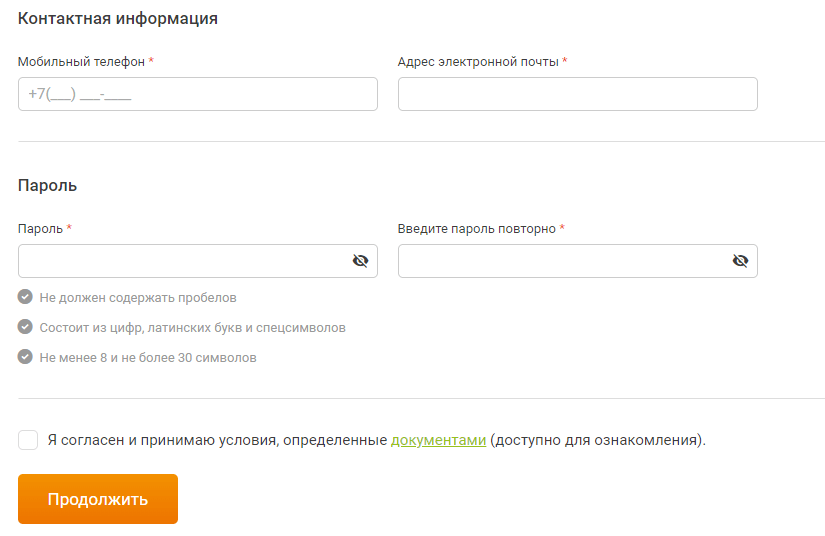 Контактная информация
Мобильный телефон * Адрес электронной почты *
+7(___) ___-____
Пароль
Пароль * Введите пароль повторно *
Не должен содержать пробелов
Состоит из цифр, латинских букв и спецсимволов
Не менее 8 и не более 30 символов
Я согласен и принимаю условия, определенные документами (доступно для ознакомления).
Продолжить